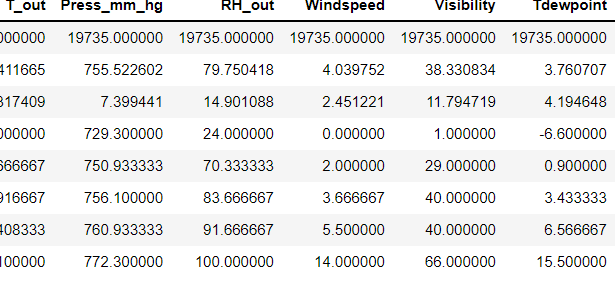 T_out Press_mm_hg RH_out Windspeed Visibility Tdewpoint
000000 19735.000000 19735.000000 19735.000000 19735.000000 19735.000000
411665 755.522602 79.750418 4.039752 38.330834 3.760707
317409 7.399441 14.901088 2.451221 11.794719 4.194648
000000 729.300000 24.000000 0.000000 1.000000 -6.600000
666667 750.933333 70.333333 2.000000 29.000000 0.900000
916667 756.100000 83.666667 3.666667 40.000000 3.433333
408333 760.933333 91.666667 5.500000 40.000000 6.566667
100000 772.300000 100.000000 14.000000 66.000000 15.500000